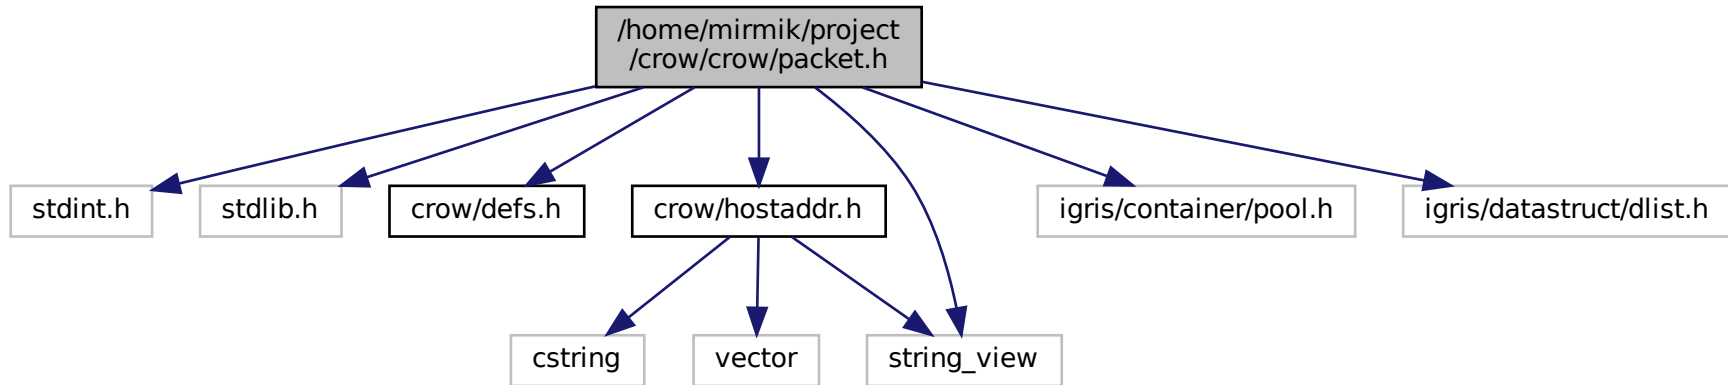 /home/mirmik/project
/crow/crow/packet.h
stdint.h
stdlib.h
crow/defs.h
crow/hostaddr.h
igris/container/pool.h
igris/datastruct/dlist.h
cstring
vector
string_view